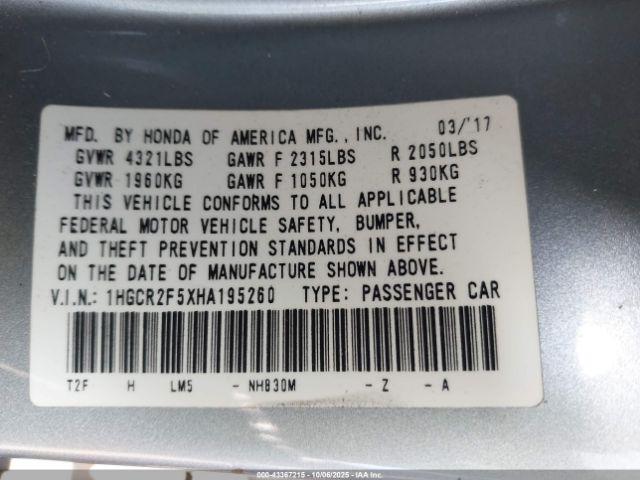 MFD. BY HONDA OF AMERICA MFG., INC. 03/'17
GVWR 4321LBS GAWR F 2315LBS R 2050LBS
GVWR 1960KG GAWR F 1050KG R 930KG
THIS VEHICLE CONFORMS TO ALL APPLICABLE
FEDERAL MOTOR VEHICLE SAFETY, BUMPER,
AND THEFT PREVENTION STANDARDS IN EFFECT
ON THE DATE OF MANUFACTURE SHOWN ABOVE.
V.I.N.: 1HGCR2F5XHA195260 TYPE: PASSENGER CAR
T2F H LM5 - NH830M - Z - A
000-43367215 - 10/06/2025 - IAA